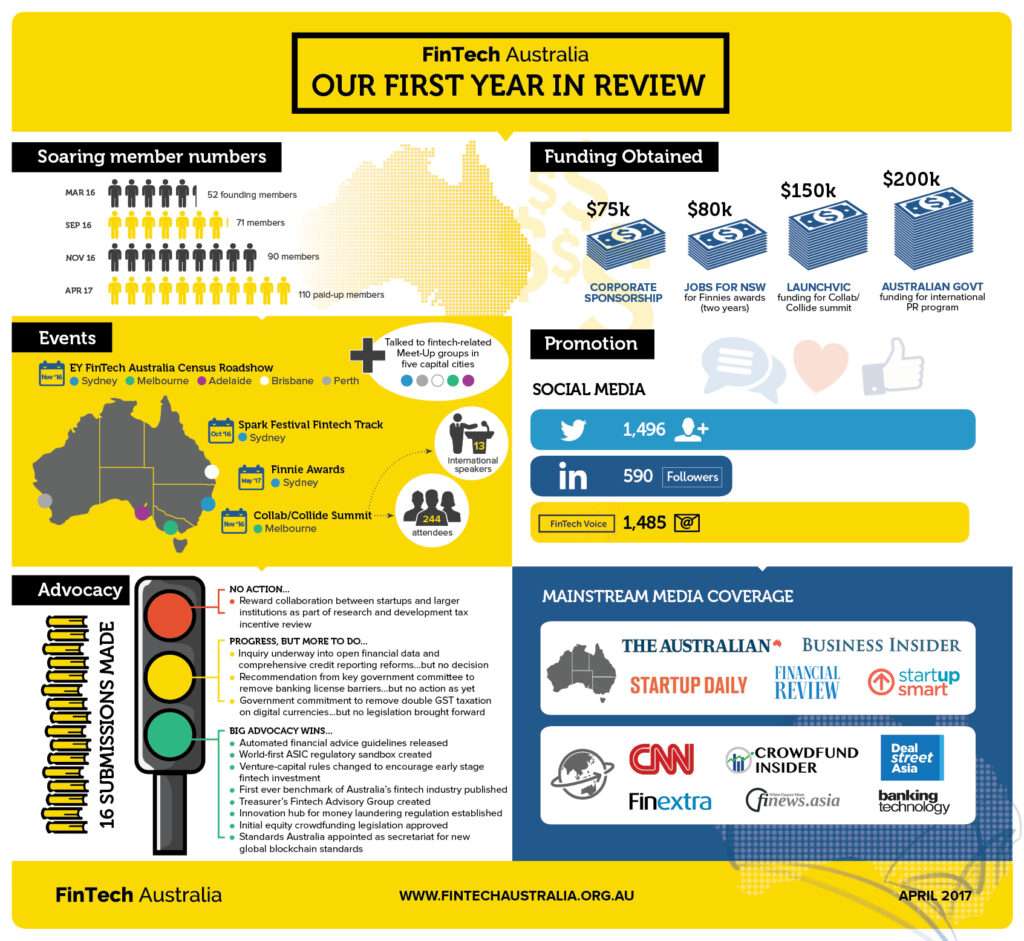 FinTech Australia
OUR FIRST YEAR IN REVIEW
Soaring member numbers
MAR 16
52 founding members
SEP 16
71 members
NOV 16
90 members
APR 17
110 paid-up members
Funding Obtained
$75k
$80k
$150k
$200k
CORPORATE
SPONSORSHIP
JOBS FOR NSW
for Finnies awards
(two years)
LAUNCHVIC
funding for Collab/
Collide summit
AUSTRALIAN GOVT
funding for international
PR program
Events
Nov '16
EY FinTech Australia Census Roadshow
Sydney Melbourne Adelaide Brisbane Perth
Talked to fintech-related
Meet-Up groups in
five capital cities
Oct '16
Spark Festival Fintech Track
Sydney
May '17
Finnie Awards
Sydney
Nov '16
Collab/Collide Summit
Melbourne
13
international
speakers
244
attendees
Promotion
SOCIAL MEDIA
1,496
in 590 Followers
FinTech Voice 1,485 @
Advocacy
16 SUBMISSIONS MADE
NO ACTION...
Reward collaboration between startups and larger
institutions as part of research and development tax
incentive review
PROGRESS, BUT MORE TO DO...
Inquiry underway into open financial data and
comprehensive credit reporting reforms...but no decision
Recommendation from key government committee to
remove banking license barriers...but no action as yet
Government commitment to remove double GST taxation
on digital currencies...but no legislation brought forward
BIG ADVOCACY WINS...
Automated financial advice guidelines released
World-first ASIC regulatory sandbox created
Venture-capital rules changed to encourage early stage
fintech investment
First ever benchmark of Australia's fintech industry published
Treasurer's Fintech Advisory Group created
Innovation hub for money laundering regulation established
Initial equity crowdfunding legislation approved
Standards Australia appointed as secretariat for new
global blockchain standards
MAINSTREAM MEDIA COVERAGE
THE AUSTRALIAN
BUSINESS INSIDER
STARTUP DAILY
FINANCIAL
REVIEW
startup
smart
CNN
CROWDFUND
INSIDER
Deal
street
Asia
Finextra
finews.asia
banking
technology
FinTech Australia
WWW.FINTECHAUSTRALIA.ORG.AU
APRIL 2017